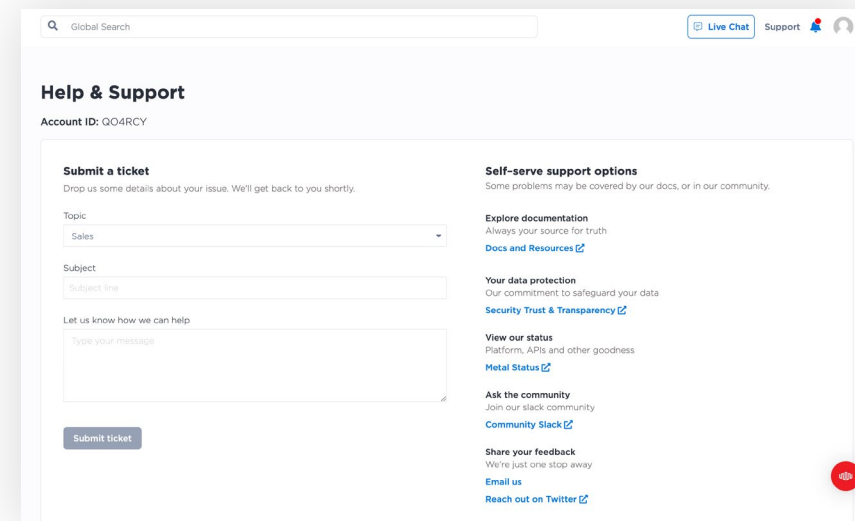 Global Search
Live Chat
Support
Help & Support
Account ID: QO4RCY
Submit a ticket
Drop us some details about your issue. We'll get back to you shortly.
Topic
Sales
Subject
Subject line
Let us know how we can help
Type your message
Submit ticket
Self-serve support options
Some problems may be covered by our docs, or in our community.
Explore documentation
Always your source for truth
Docs and Resources
Your data protection
Our commitment to safeguard your data
Security Trust & Transparency
View our status
Platform, APIs and other goodness
Metal Status
Ask the community
Join our slack community
Community Slack
Share your feedback
We're just one stop away
Email us
Reach out on Twitter